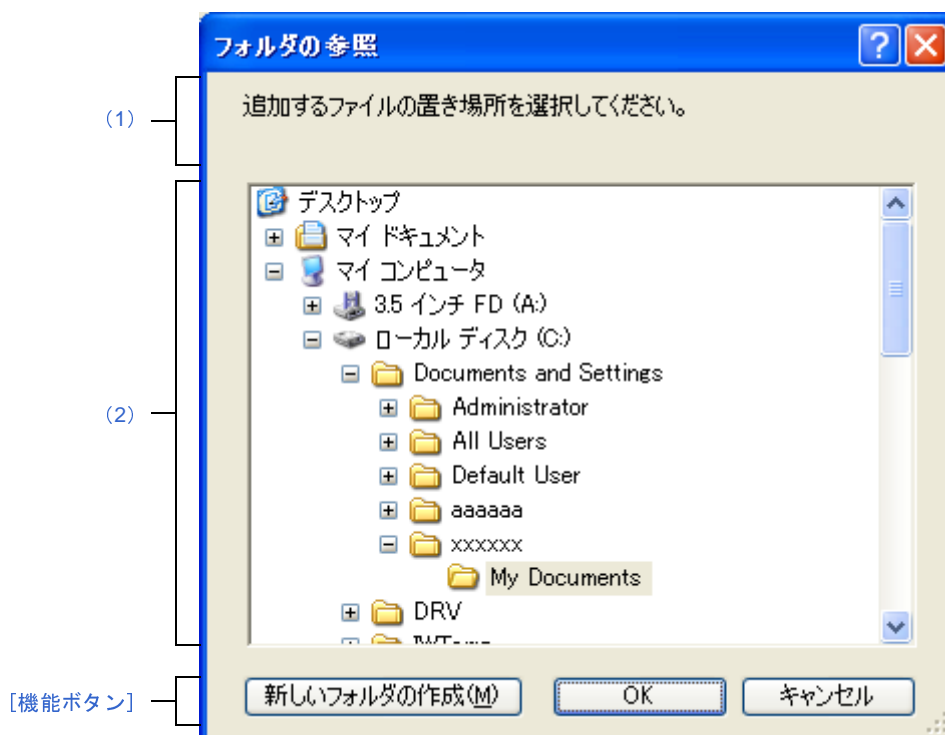 フォルダの参照
(1)
追加するファイルの置き場所を選択してください。
デスクトップ
マイ ドキュメント
マイ コンピュータ
3.5 インチ FD (A:)
ローカル ディスク (C:)
Documents and Settings
Administrator
(2)
All Users
Default User
aaaaaa
xxxxxx
My Documents
DRV
[機能ボタン]
新しいフォルダの作成(M)
OK
キャンセル